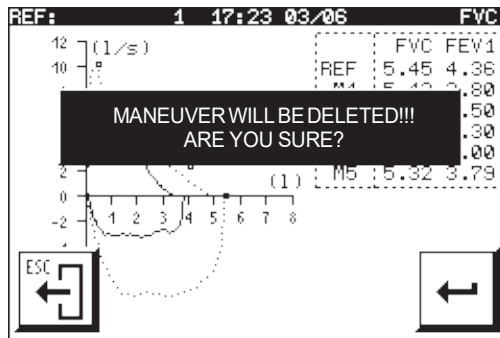 REF: 1 17:23 03/06 FVC
12 (l/s)
10
FVC FEV1
REF 5.45 4.36
.80
MANEUVER WILL BE DELETED!!!
ARE YOU SURE?
.50
.30
.00
M5 5.32 3.79
2
(l)
0
1 2 3 4 5 6 7 8
-2
ESC